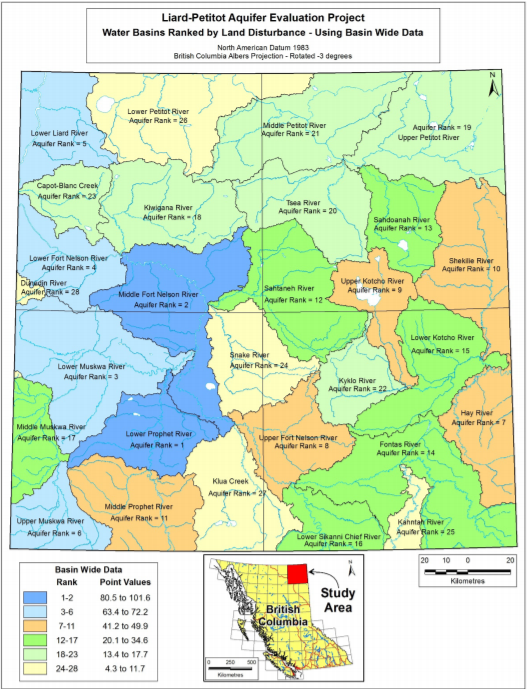 Liard-Petitot Aquifer Evaluation Project
Water Basins Ranked by Land Disturbance - Using Basin Wide Data
North American Datum 1983
British Columbia Albers Projection - Rotated -3 degrees
N
Lower Petitot River
Aquifer Rank = 26
Middle Petitot River
Aquifer Rank = 21
Aquifer Rank = 19
Upper Petitot River
Lower Liard River
Aquifer Rank = 5
Capot-Blanc Creek
Aquifer Rank = 23
Kiwigana River
Aquifer Rank = 18
Tsea River
Aquifer Rank = 20
Sahdoanah River
Aquifer Rank = 13
Shekilie River
Aquifer Rank = 10
Lower Fort Nelson River
Aquifer Rank = 4
Dunedin River
Aquifer Rank = 28
Middle Fort Nelson River
Aquifer Rank = 2
Sahtaneh River
Aquifer Rank = 12
Upper Kotcho River
Aquifer Rank = 9
Lower Muskwa River
Aquifer Rank = 3
Snake River
Aquifer Rank = 24
Kyklo River
Aquifer Rank = 22
Lower Kotcho River
Aquifer Rank = 15
Hay River
Aquifer Rank = 7
Middle Muskwa River
Aquifer Rank = 17
Lower Prophet River
Aquifer Rank = 1
Upper Fort Nelson River
Aquifer Rank = 8
Fontas River
Aquifer Rank = 14
Klua Creek
Aquifer Rank = 27
Middle Prophet River
Aquifer Rank = 11
Upper Muskwa River
Aquifer Rank = 6
Lower Sikanni Chief River
Aquifer Rank = 16
Kahntah River
Aquifer Rank = 25
Basin Wide Data
Rank Point Values
1-2 80.5 to 101.6
3-6 63.4 to 72.2
7-11 41.2 to 49.9
12-17 20.1 to 34.6
18-23 13.4 to 17.7
24-28 4.3 to 11.7
N
Study
Area
British
Columbia
0 250 500
Kilometres
20 0 20
Kilometres